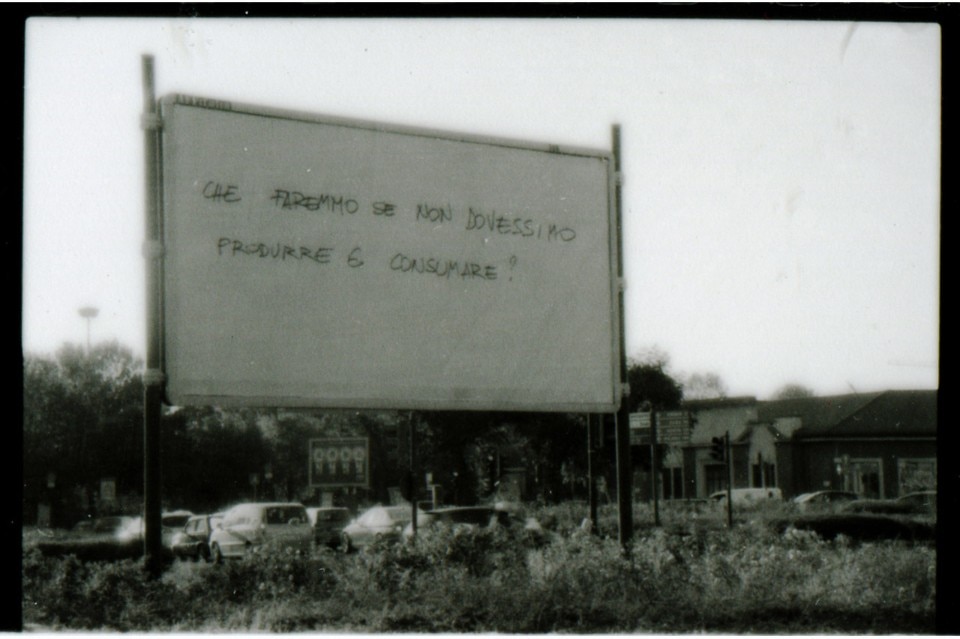 CHE FAREMMO SE NON DOVESSIMO
PRODURRE E CONSUMARE?